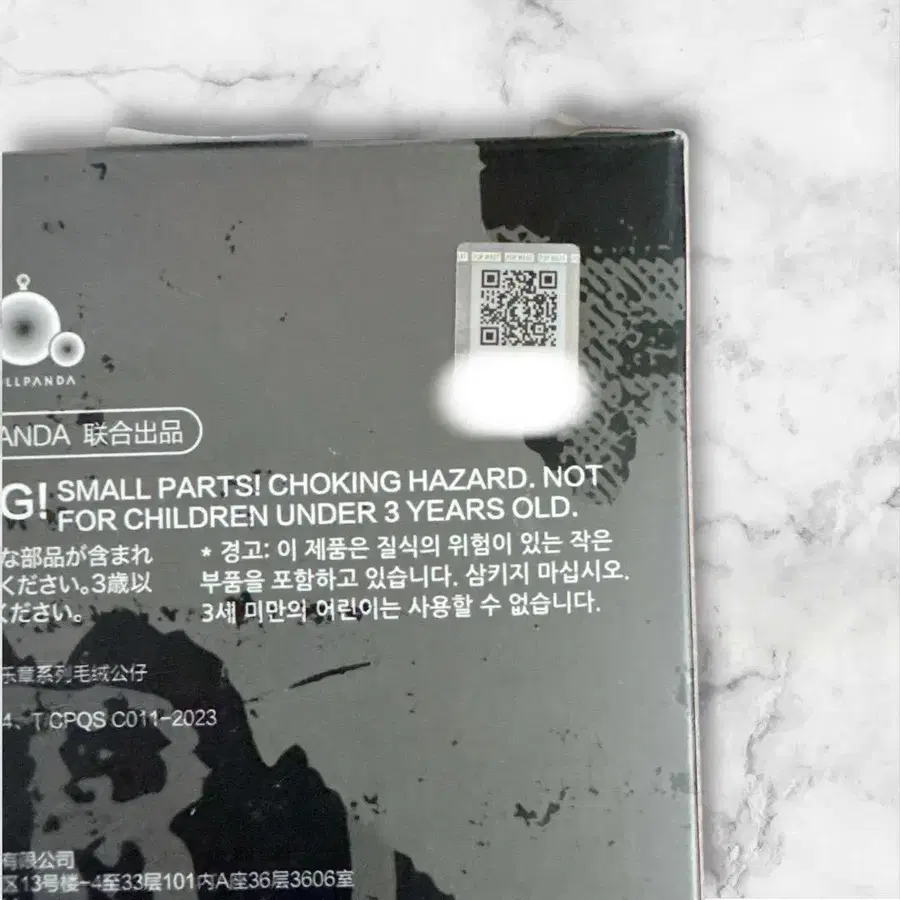 POP MART POP MART POP MART
LLPANDA
ANDA 联合出品
G! SMALL PARTS! CHOKING HAZARD. NOT
FOR CHILDREN UNDER 3 YEARS OLD.
な部品が含まれ
ください。3歳以
ください。
* 경고: 이 제품은 질식의 위험이 있는 작은
부품을 포함하고 있습니다. 삼키지 마십시오.
3세 미만의 어린이는 사용할 수 없습니다.
乐章系列毛绒公仔
4、T/CPQS C011-2023
有限公司
区13号楼-4至33层101内A座36层3606室